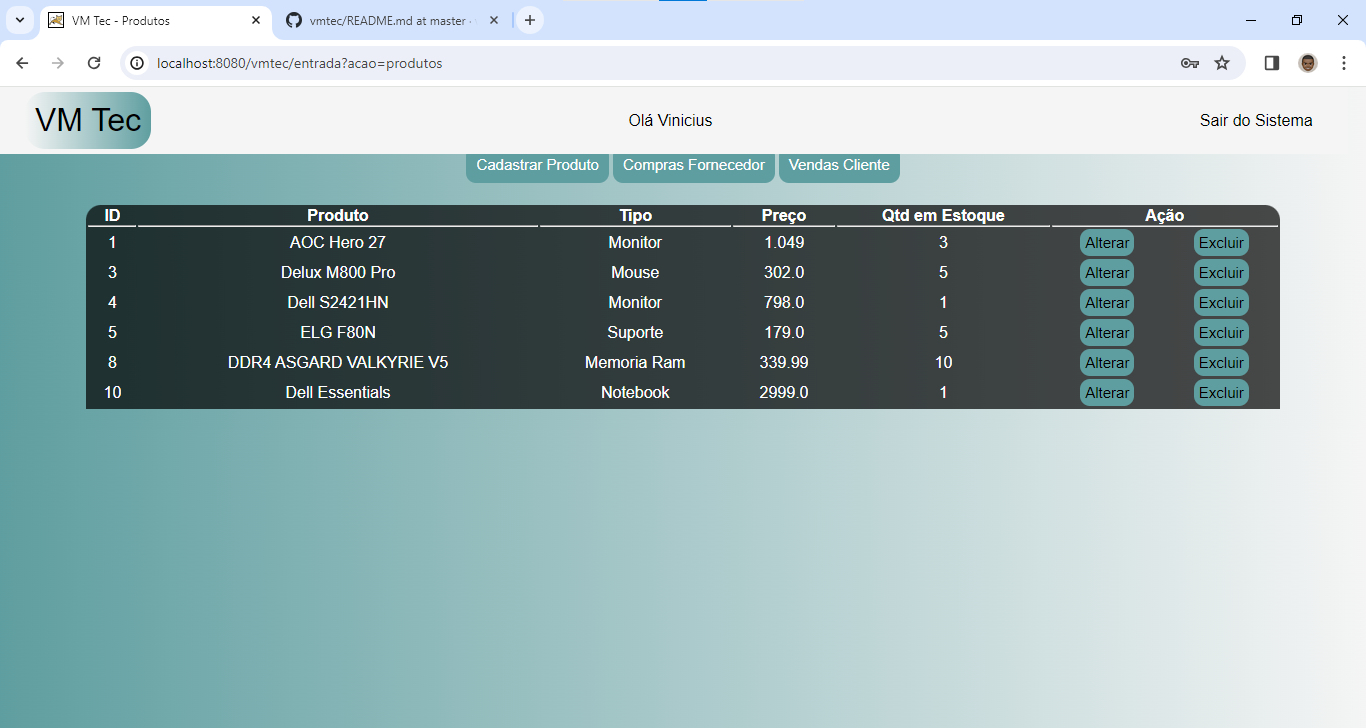 VM Tec - Produtos
vmtec/README.md at master ·
localhost:8080/vmtec/entrada?acao=produtos
VM Tec Olá Vinicius Sair do Sistema
Cadastrar Produto Compras Fornecedor Vendas Cliente
ID Produto Tipo Preço Qtd em Estoque Ação
1 AOC Hero 27 Monitor 1.049 3 Alterar Excluir
3 Delux M800 Pro Mouse 302.0 5 Alterar Excluir
4 Dell S2421HN Monitor 798.0 1 Alterar Excluir
5 ELG F80N Suporte 179.0 5 Alterar Excluir
8 DDR4 ASGARD VALKYRIE V5 Memoria Ram 339.99 10 Alterar Excluir
10 Dell Essentials Notebook 2999.0 1 Alterar Excluir